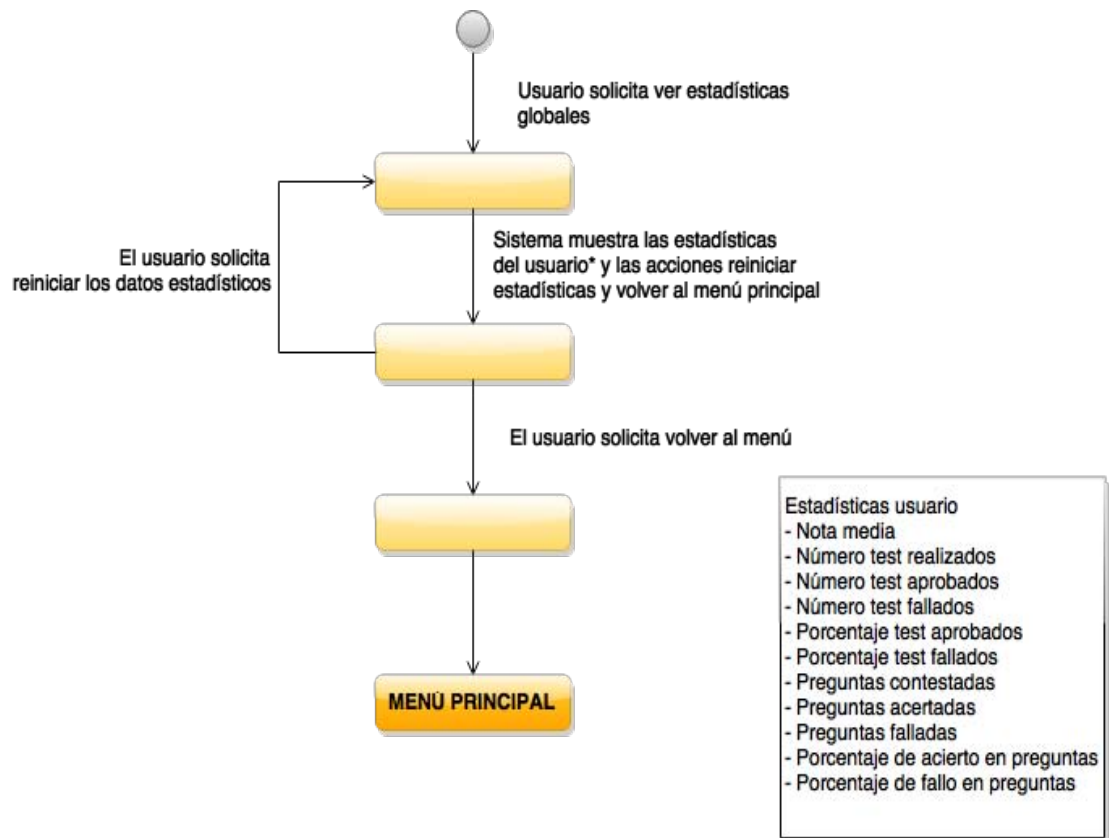 Usuario solicita ver estadísticas
globales
El usuario solicita
reiniciar los datos estadísticos
Sistema muestra las estadísticas
del usuario* y las acciones reiniciar
estadísticas y volver al menú principal
El usuario solicita volver al menú
MENÚ PRINCIPAL
Estadísticas usuario
- Nota media
- Número test realizados
- Número test aprobados
- Número test fallados
- Porcentaje test aprobados
- Porcentaje test fallados
- Preguntas contestadas
- Preguntas acertadas
- Preguntas falladas
- Porcentaje de acierto en preguntas
- Porcentaje de fallo en preguntas